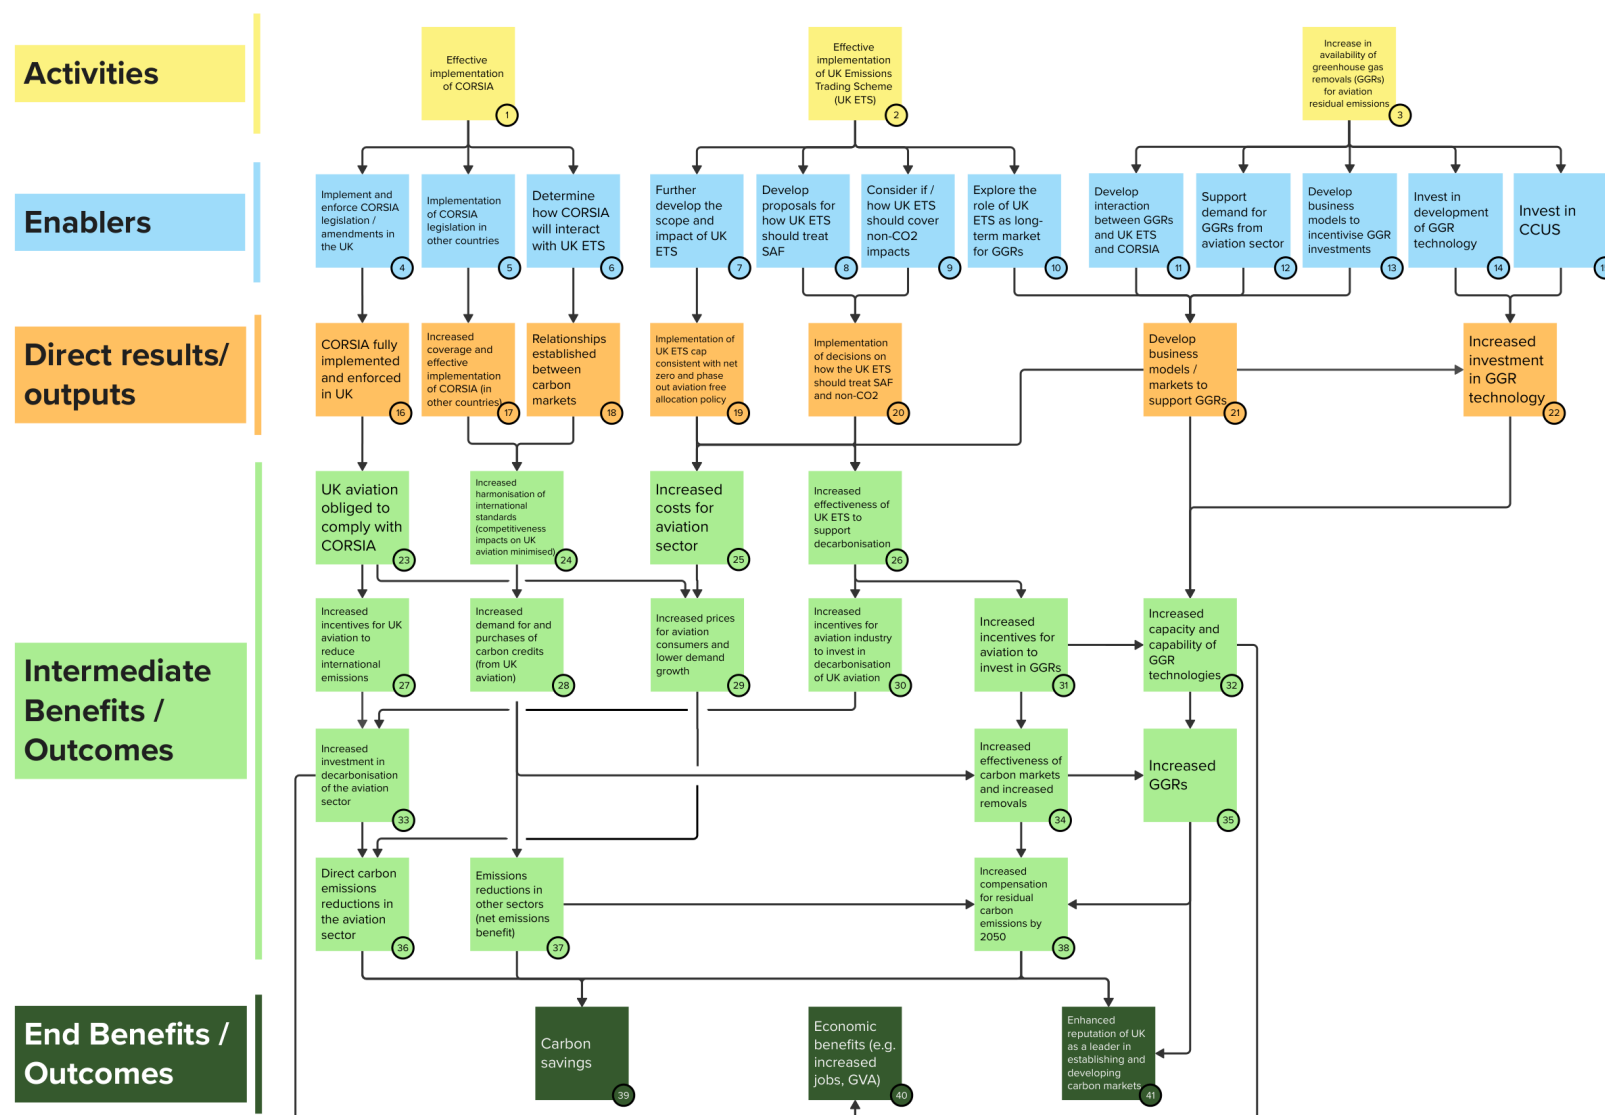 Activities
Effective
implementation
of CORSIA
1
Effective
implementation
of UK Emissions
Trading Scheme
(UK ETS)
2
Increase in
availability of
greenhouse gas
removals (GGRs)
for aviation
residual emissions
3
Enablers
Implement and
enforce CORSIA
legislation /
amendments in
the UK
4
Implementation
of CORSIA
legislation in
other countries
5
Determine
how CORSIA
will interact
with UK ETS
6
Further
develop the
scope and
impact of UK
ETS
7
Develop
proposals for
how UK ETS
should treat
SAF
8
Consider if /
how UK ETS
should cover
non-CO2
impacts
9
Explore the
role of UK
ETS as long-
term market
for GGRs
10
Develop
interaction
between GGRs
and UK ETS
and CORSIA
11
Support
demand for
GGRs from
aviation sector
12
Develop
business
models to
incentivise GGR
investments
13
Invest in
development
of GGR
technology
14
Invest in
CCUS
Direct results/
outputs
CORSIA fully
implemented
and enforced
in UK
16
Increased
coverage and
effective
implementation
of CORSIA (in
other countries)
17
Relationships
established
between
carbon
markets
18
Implementation of
UK ETS cap
consistent with net
zero and phase
out aviation free
allocation policy
19
Implementation
of decisions on
how the UK ETS
should treat SAF
and non-CO2
20
Develop
business
models /
markets to
support GGRs
21
Increased
investment
in GGR
technology
22
Intermediate
Benefits /
Outcomes
UK aviation
obliged to
comply with
CORSIA
23
Increased
harmonisation of
international
standards
(competitiveness
impacts on UK
aviation minimised)
24
Increased
costs for
aviation
sector
25
Increased
effectiveness of
UK ETS to
support
decarbonisation
26
Increased
incentives for UK
aviation to
reduce
international
emissions
27
Increased
demand for and
purchases of
carbon credits
(from UK
aviation)
28
Increased prices
for aviation
consumers and
lower demand
growth
29
Increased
incentives for
aviation industry
to invest in
decarbonisation
of UK aviation
30
Increased
incentives for
aviation to
invest in GGRs
31
Increased
capacity and
capability of
GGR
technologies
32
Increased
investment in
decarbonisation
of the aviation
sector
33
Increased
effectiveness of
carbon markets
and increased
removals
34
Increased
GGRs
35
Direct carbon
emissions
reductions in
the aviation
sector
36
Emissions
reductions in
other sectors
(net emissions
benefit)
37
Increased
compensation
for residual
carbon
emissions by
2050
38
End Benefits /
Outcomes
Carbon
savings
39
Economic
benefits (e.g.
increased
jobs, GVA)
40
Enhanced
reputation of UK
as a leader in
establishing and
developing
carbon markets
41